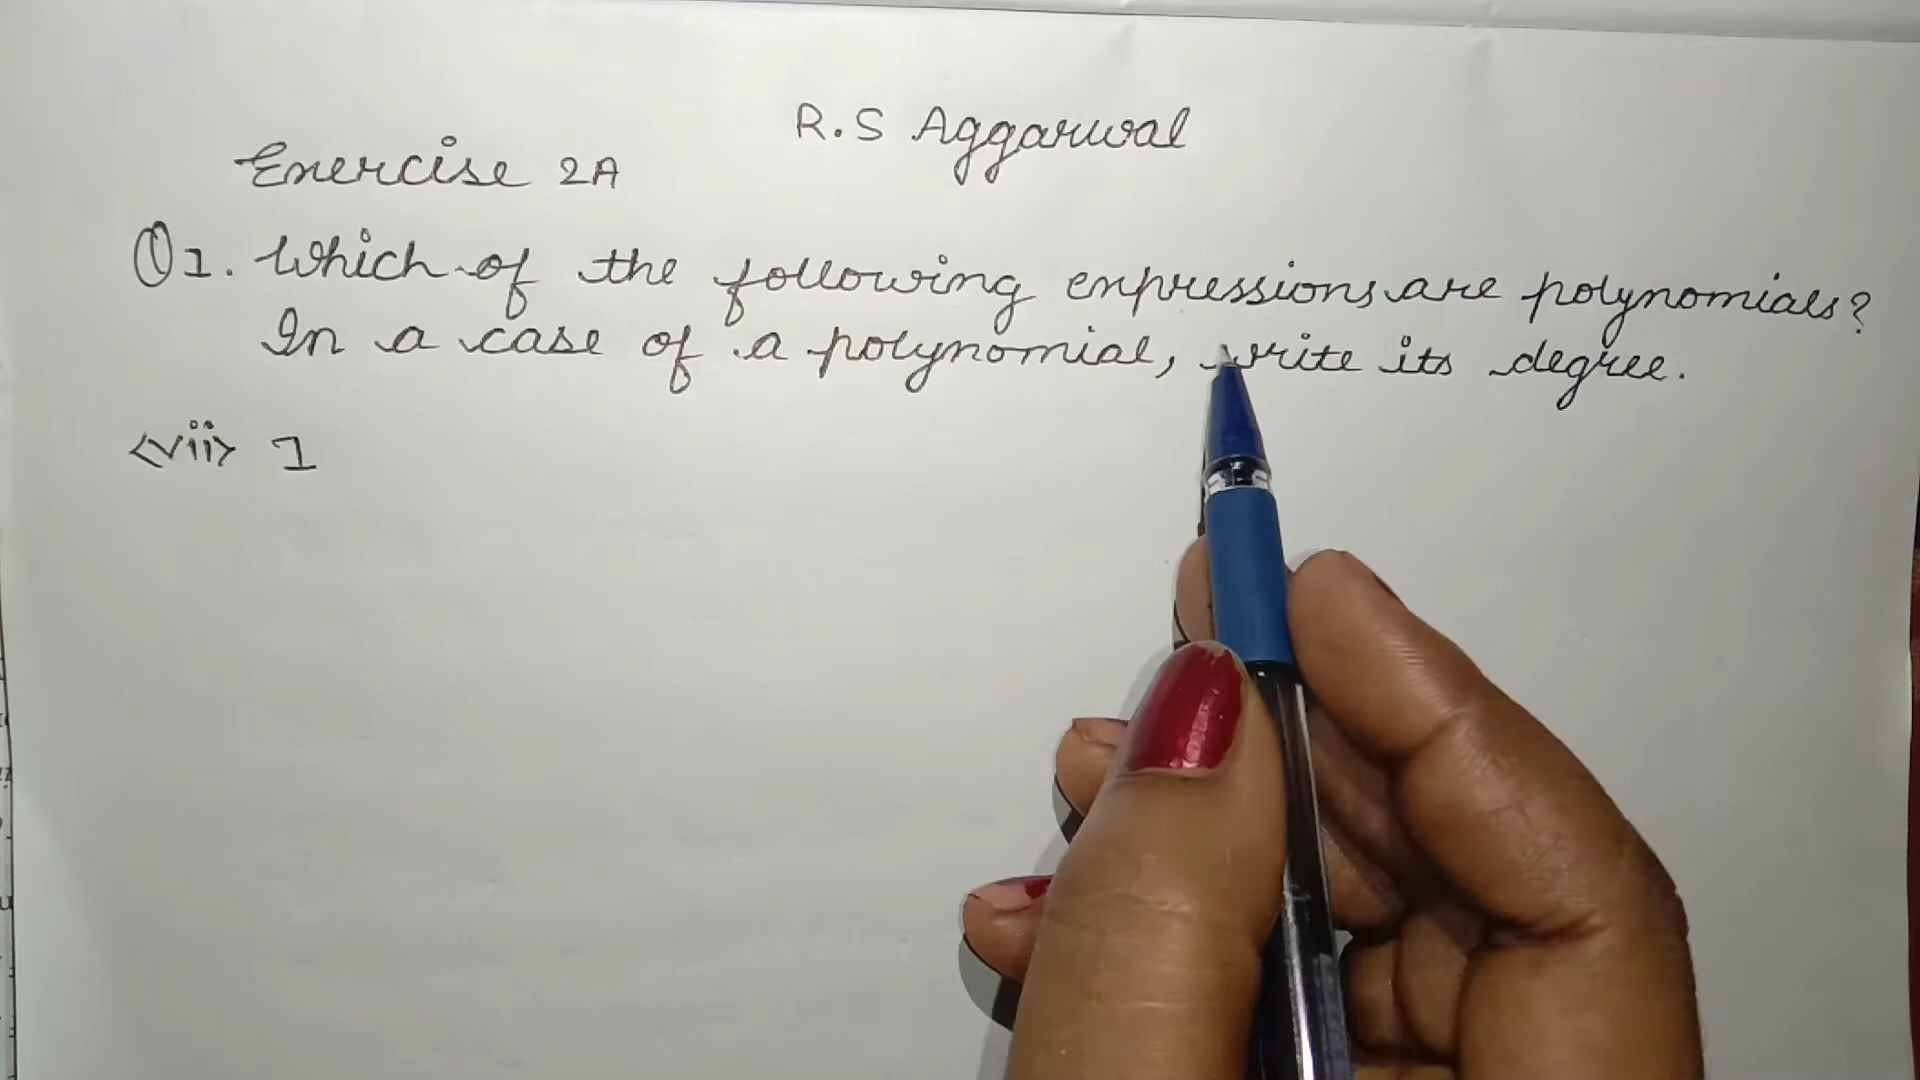 R.S Aggarwal
Exercise 2A
Q1. Which of the following expressions are polynomials?
In a case of a polynomial, write its degree.
<vii> 1